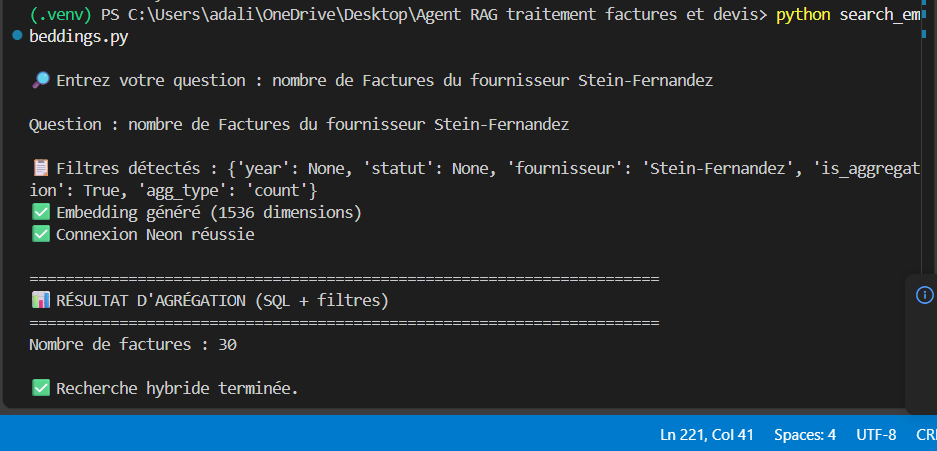 (.venv) PS C:\Users\adali\OneDrive\Desktop\Agent RAG traitement factures et devis> python search_em
beddings.py
🔎 Entrez votre question : nombre de Factures du fournisseur Stein-Fernandez
Question : nombre de Factures du fournisseur Stein-Fernandez
📋 Filtres détectés : {'year': None, 'statut': None, 'fournisseur': 'Stein-Fernandez', 'is_aggregat
ion': True, 'agg_type': 'count'}
✅ Embedding généré (1536 dimensions)
✅ Connexion Neon réussie
======================================================================
📊 RÉSULTAT D'AGRÉGATION (SQL + filtres)
======================================================================
Nombre de factures : 30
✅ Recherche hybride terminée.
Ln 221, Col 41 Spaces: 4 UTF-8